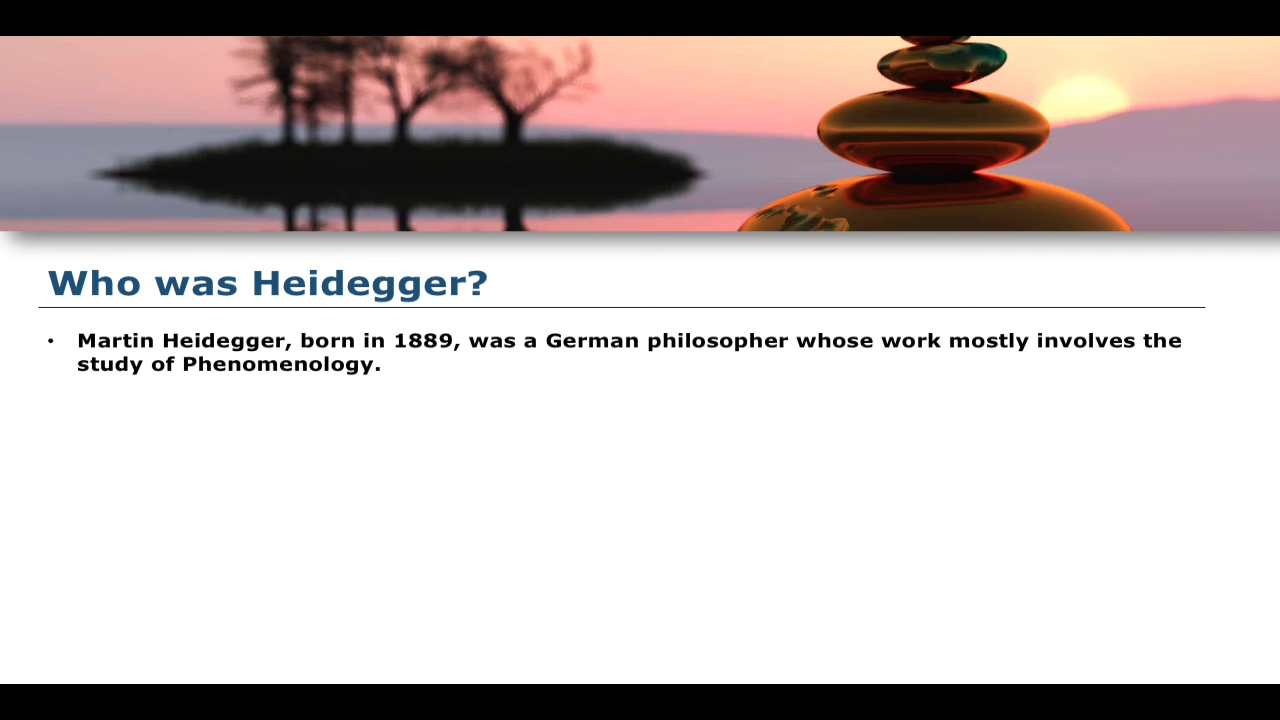 Who was Heidegger?
• Martin Heidegger, born in 1889, was a German philosopher whose work mostly involves the
study of Phenomenology.